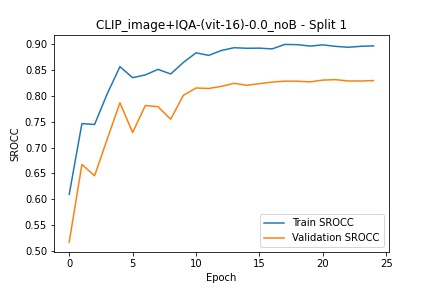 CLIP_image+IQA-(vit-16)-0.0_noB - Split 1
0.90
0.85
0.80
0.75
0.70
0.65
0.60
0.55
0.50
SROCC
Train SROCC
Validation SROCC
0 5 10 15 20 25
Epoch